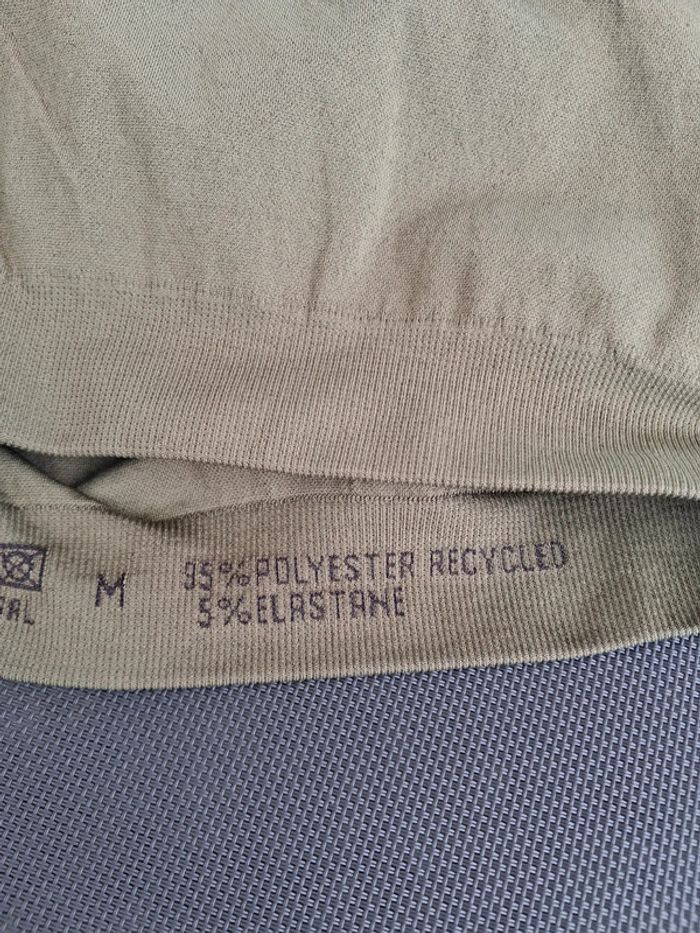 M
95% POLYESTER RECYCLED
5% ELASTANE